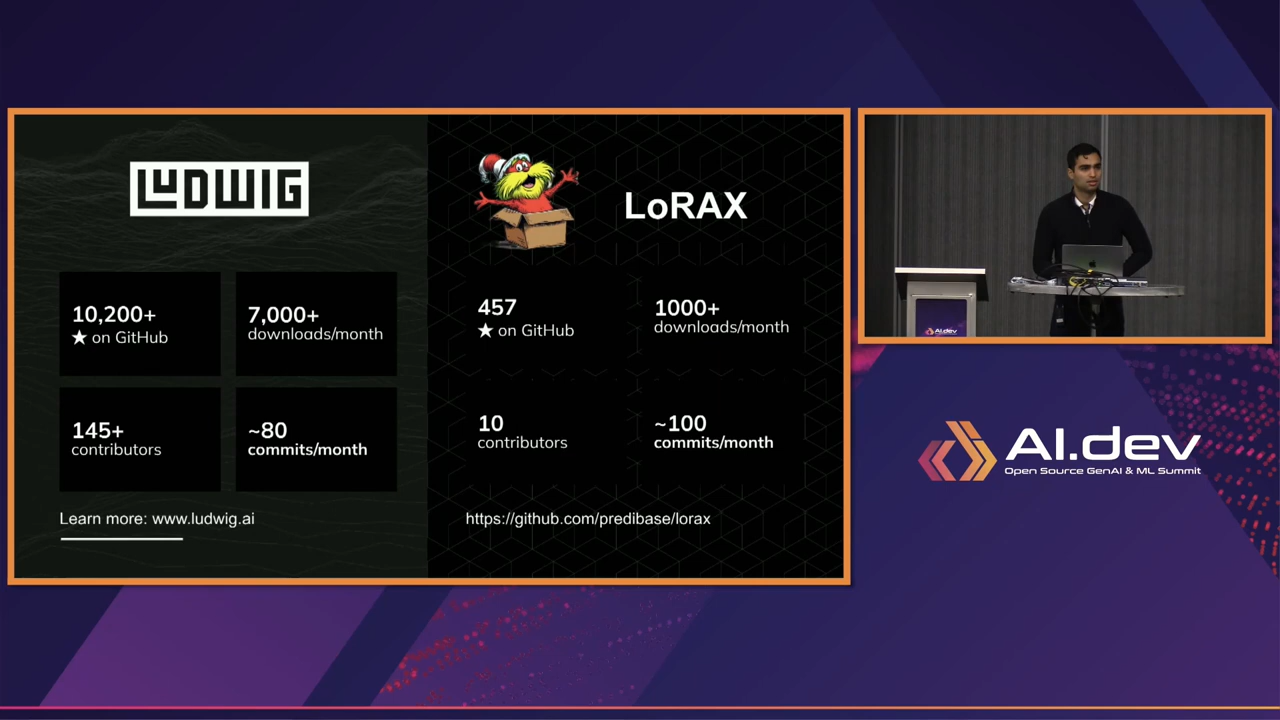 LUDWIG
10,200+
★ on GitHub
7,000+
downloads/month
145+
contributors
~80
commits/month
Learn more: www.ludwig.ai
LoRAX
457
★ on GitHub
1000+
downloads/month
10
contributors
~100
commits/month
https://github.com/predibase/lorax
AI.dev
AI.dev
Open Source GenAI & ML Summit